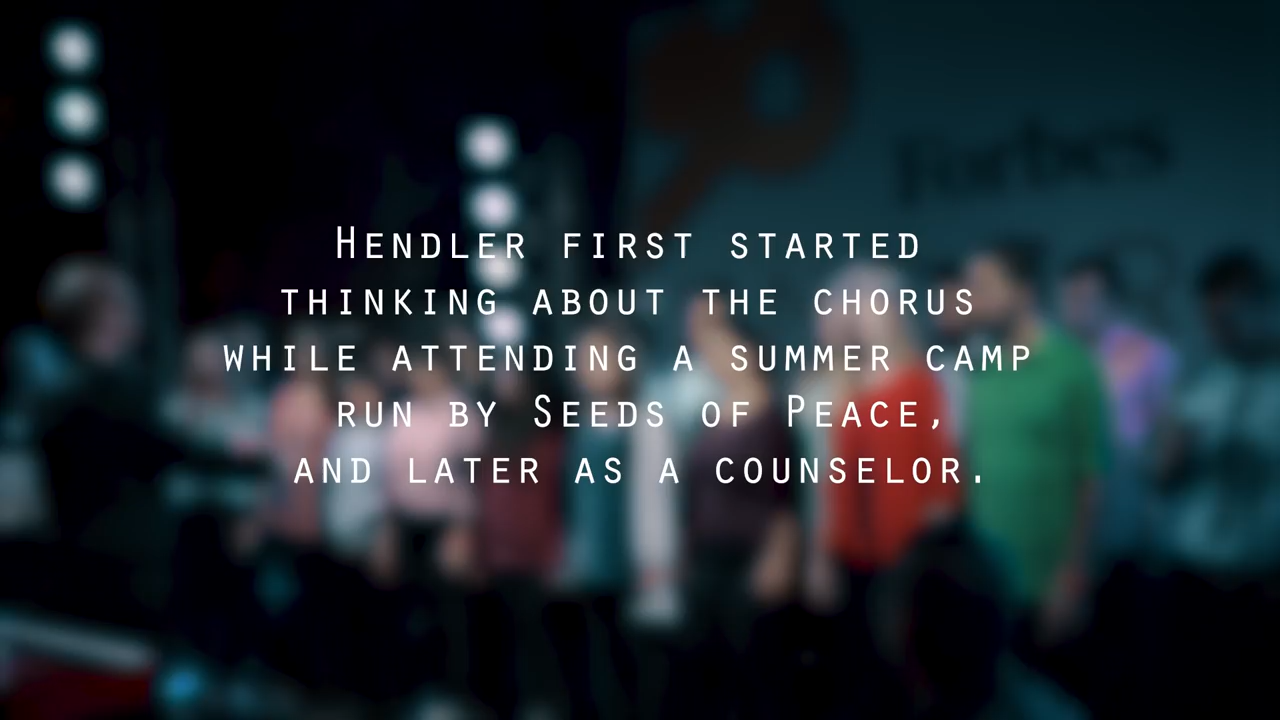 Forbes
Hendler first started
thinking about the chorus
while attending a summer camp
run by Seeds of Peace,
and later as a counselor.